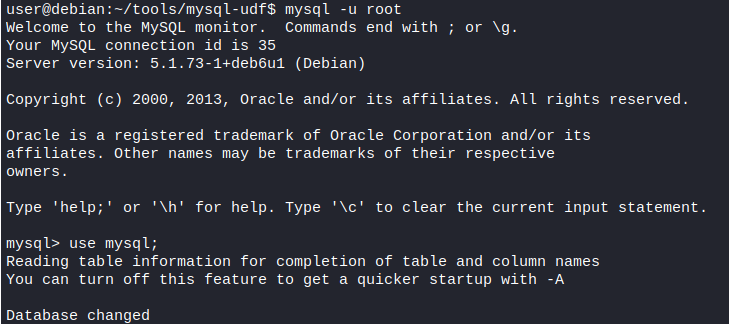 user@debian:~/tools/mysql-udf$ mysql -u root
Welcome to the MySQL monitor.  Commands end with ; or \g.
Your MySQL connection id is 35
Server version: 5.1.73-1+deb6u1 (Debian)
Copyright (c) 2000, 2013, Oracle and/or its affiliates. All rights reserved.
Oracle is a registered trademark of Oracle Corporation and/or its
affiliates. Other names may be trademarks of their respective
owners.
Type 'help;' or '\h' for help. Type '\c' to clear the current input statement.
mysql> use mysql;
Reading table information for completion of table and column names
You can turn off this feature to get a quicker startup with -A
Database changed